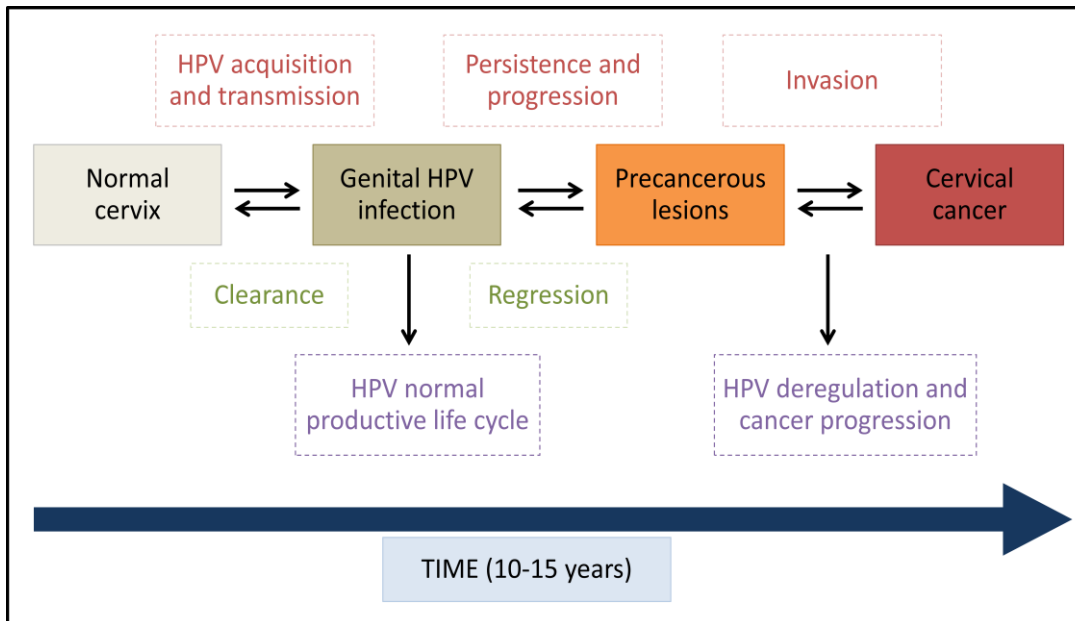 HPV acquisition
and transmission
Persistence and
progression
Invasion
Normal
cervix
Genital HPV
infection
Precancerous
lesions
Cervical
cancer
Clearance
Regression
HPV normal
productive life cycle
HPV deregulation and
cancer progression
TIME (10-15 years)